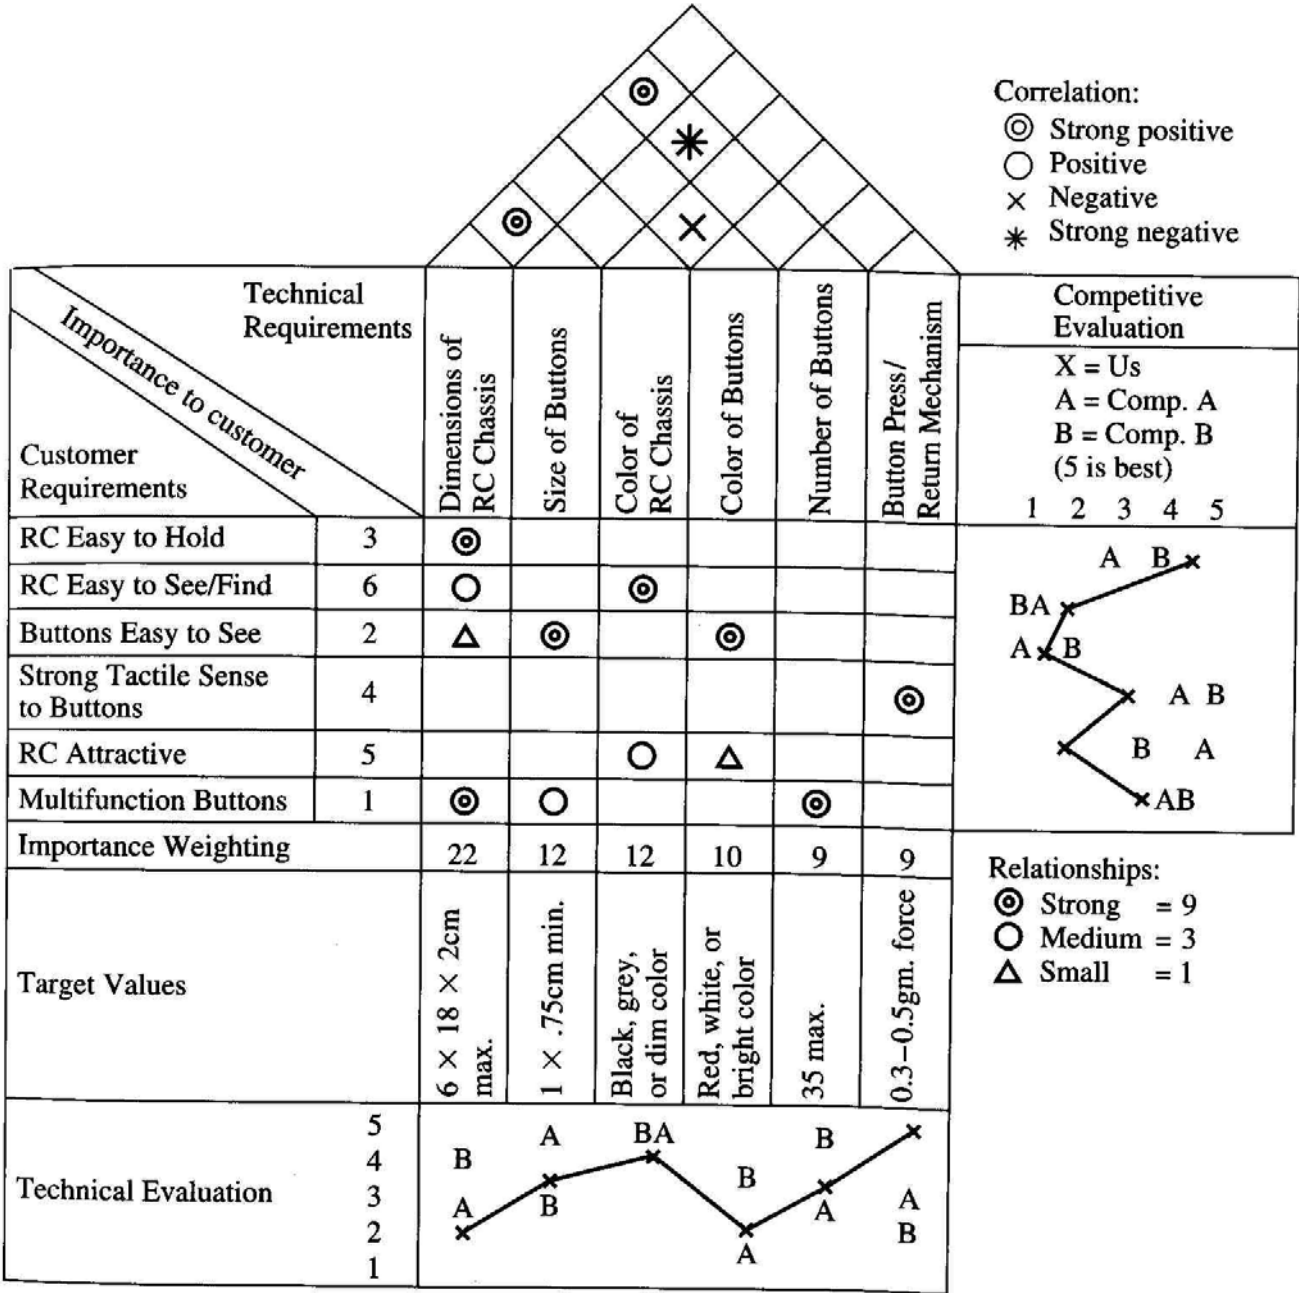 Correlation:
Strong positive
Positive
Negative
Strong negative
Technical
Requirements
Importance to customer
Customer
Requirements
Dimensions of
RC Chassis
Size of Buttons
Color of
RC Chassis
Color of Buttons
Number of Buttons
Button Press/
Return Mechanism
Competitive
Evaluation
X = Us
A = Comp. A
B = Comp. B
(5 is best)
1 2 3 4 5
RC Easy to Hold 3
A B
RC Easy to See/Find 6
BA
Buttons Easy to See 2
A B
Strong Tactile Sense
to Buttons 4
A B
RC Attractive 5
B A
Multifunction Buttons 1
AB
Importance Weighting 22 12 12 10 9 9
Relationships:
Strong = 9
Medium = 3
Small = 1
Target Values
6 × 18 × 2cm
max.
1 × .75cm min.
Black, grey,
or dim color
Red, white, or
bright color
35 max.
0.3–0.5gm. force
Technical Evaluation
5
4
3
2
1
B
A
A
B
BA
B
A
B
A
A
B